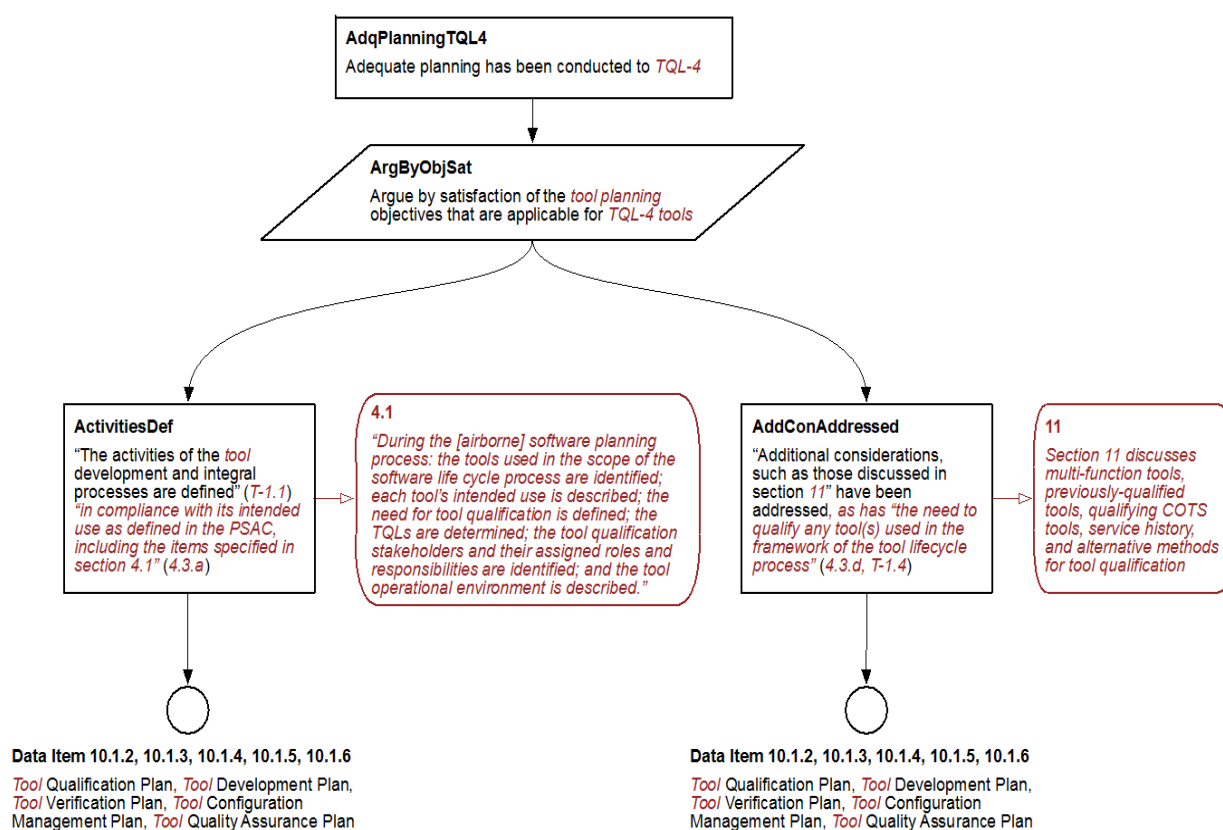 AdqPlanningTQL4
Adequate planning has been conducted to TQL-4
ArgByObjSat
Argue by satisfaction of the tool planning
objectives that are applicable for TQL-4 tools
ActivitiesDef
“The activities of the tool
development and integral
processes are defined” (T-1.1)
“in compliance with its intended
use as defined in the PSAC,
including the items specified in
section 4.1” (4.3.a)
4.1
“During the [airborne] software planning
process: the tools used in the scope of the
software life cycle process are identified;
each tool’s intended use is described; the
need for tool qualification is defined; the
TQLs are determined; the tool qualification
stakeholders and their assigned roles and
responsibilities are identified; and the tool
operational environment is described.”
AddConAddressed
“Additional considerations,
such as those discussed in
section 11” have been
addressed, as has “the need to
qualify any tool(s) used in the
framework of the tool lifecycle
process” (4.3.d, T-1.4)
11
Section 11 discusses
multi-function tools,
previously-qualified
tools, qualifying COTS
tools, service history,
and alternative methods
for tool qualification
Data Item 10.1.2, 10.1.3, 10.1.4, 10.1.5, 10.1.6
Tool Qualification Plan, Tool Development Plan,
Tool Verification Plan, Tool Configuration
Management Plan, Tool Quality Assurance Plan
Data Item 10.1.2, 10.1.3, 10.1.4, 10.1.5, 10.1.6
Tool Qualification Plan, Tool Development Plan,
Tool Verification Plan, Tool Configuration
Management Plan, Tool Quality Assurance Plan